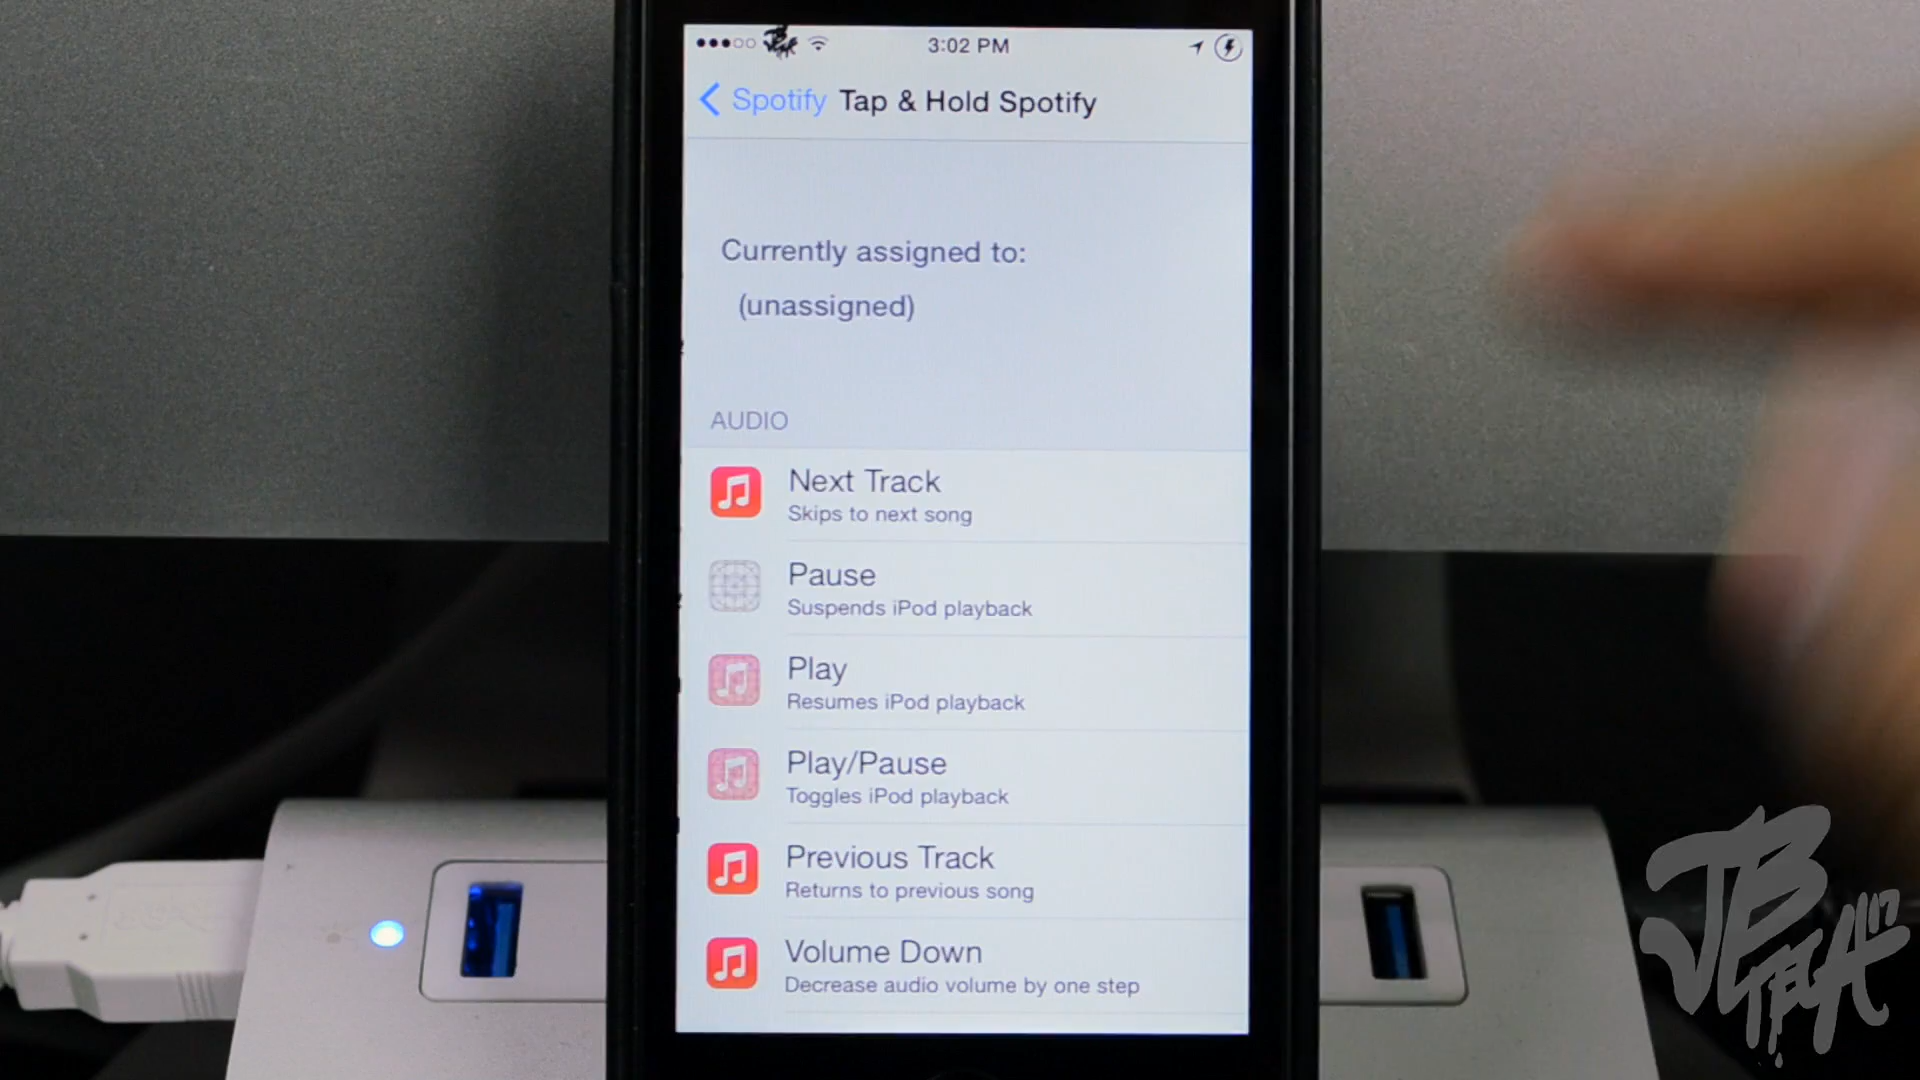 3:02 PM
Spotify Tap & Hold Spotify
Currently assigned to:
(unassigned)
AUDIO
Next Track
Skips to next song
Pause
Suspends iPod playback
Play
Resumes iPod playback
Play/Pause
Toggles iPod playback
Previous Track
Returns to previous song
Volume Down
Decrease audio volume by one step
JB